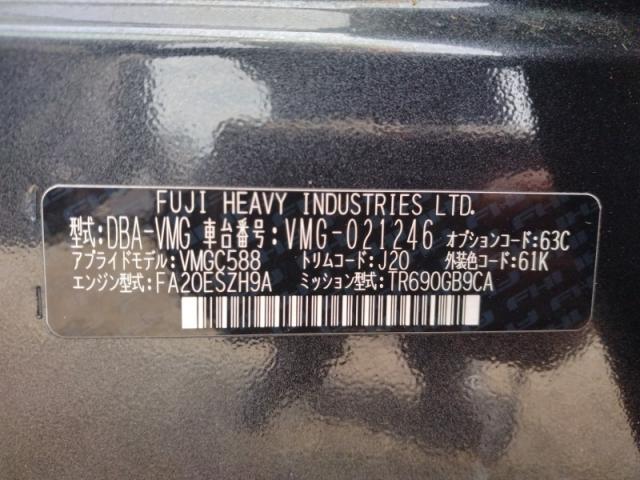 FUJI HEAVY INDUSTRIES LTD.
型式:DBA-VMG 車台番号:VMG-021246 オプションコード:63C
アプライドモデル:VMGC588 トリムコード:J20 外装色コード:61K
エンジン型式:FA20ESZH9A ミッション型式:TR690GB9CA